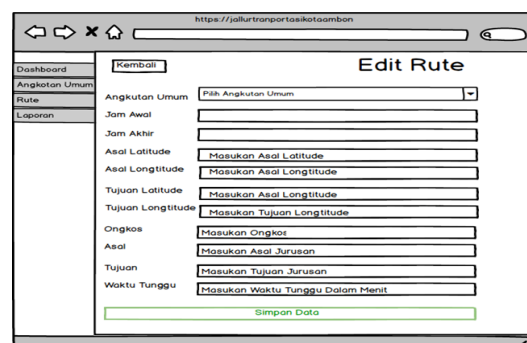 https://jallurtranportasikotaambon
Dashboard
Angkotan Umum
Rute
Laporan
Kembali
Edit Rute
Angkutan Umum
Pilih Angkutan Umum
Jam Awal
Jam Akhir
Asal Latitude
Masukan Asal Latitude
Asal Longtitude
Masukan Asal Longtitude
Tujuan Latitude
Masukan Asal Longtitude
Tujuan Longtitude
Masukan Tujuan Longtitude
Ongkos
Masukan Ongkos
Asal
Masukan Asal Jurusan
Tujuan
Masukan Tujuan Jurusan
Waktu Tunggu
Masukan Waktu Tunggu Dalam Menit
Simpan Data